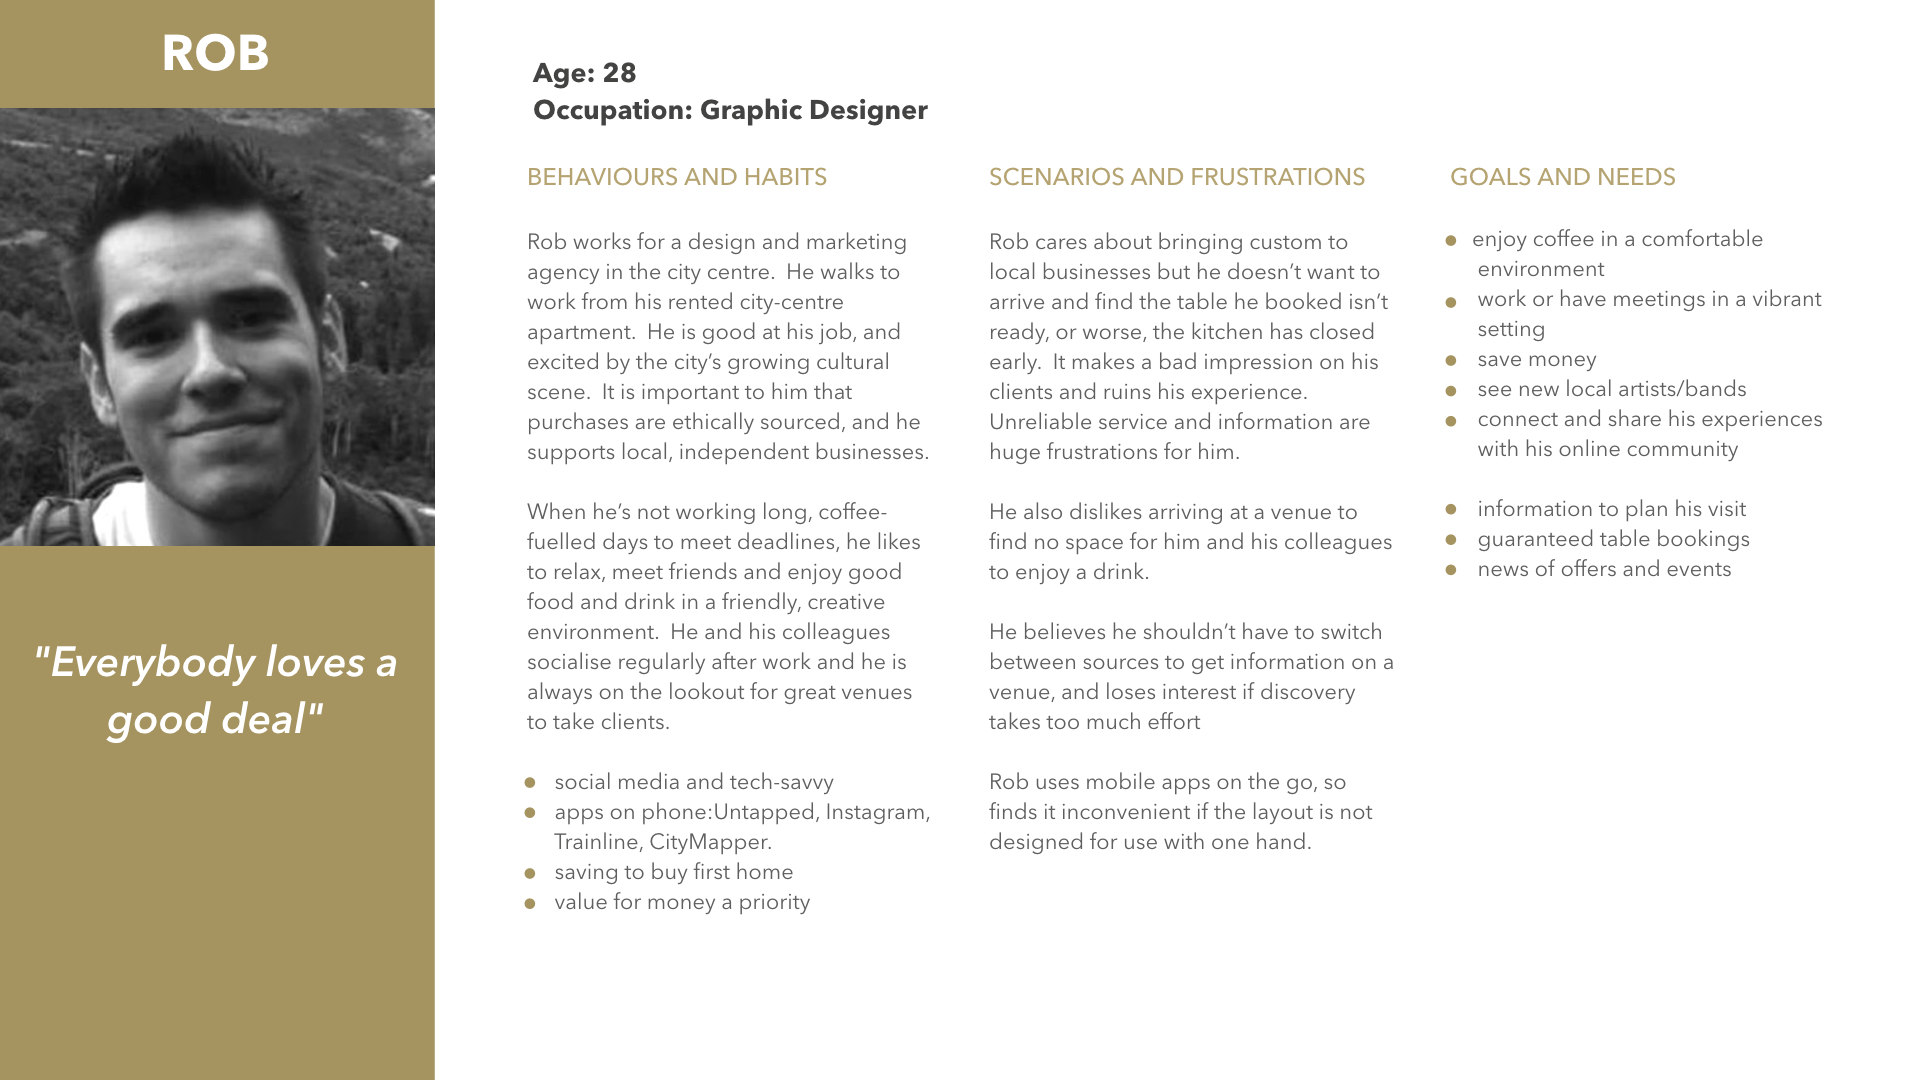 ROB
"Everybody loves a
good deal"
Age: 28
Occupation: Graphic Designer
BEHAVIOURS AND HABITS
Rob works for a design and marketing
agency in the city centre.  He walks to
work from his rented city-centre
apartment.  He is good at his job, and
excited by the city’s growing cultural
scene.  It is important to him that
purchases are ethically sourced, and he
supports local, independent businesses.
When he’s not working long, coffee-
fuelled days to meet deadlines, he likes
to relax, meet friends and enjoy good
food and drink in a friendly, creative
environment.  He and his colleagues
socialise regularly after work and he is
always on the lookout for great venues
to take clients.
● social media and tech-savvy
● apps on phone:Untapped, Instagram,
Trainline, CityMapper.
● saving to buy first home
● value for money a priority
SCENARIOS AND FRUSTRATIONS
Rob cares about bringing custom to
local businesses but he doesn’t want to
arrive and find the table he booked isn’t
ready, or worse, the kitchen has closed
early.  It makes a bad impression on his
clients and ruins his experience.
Unreliable service and information are
huge frustrations for him.
He also dislikes arriving at a venue to
find no space for him and his colleagues
to enjoy a drink.
He believes he shouldn’t have to switch
between sources to get information on a
venue, and loses interest if discovery
takes too much effort
Rob uses mobile apps on the go, so
finds it inconvenient if the layout is not
designed for use with one hand.
GOALS AND NEEDS
● enjoy coffee in a comfortable
environment
● work or have meetings in a vibrant
setting
● save money
● see new local artists/bands
● connect and share his experiences
with his online community
● information to plan his visit
● guaranteed table bookings
● news of offers and events